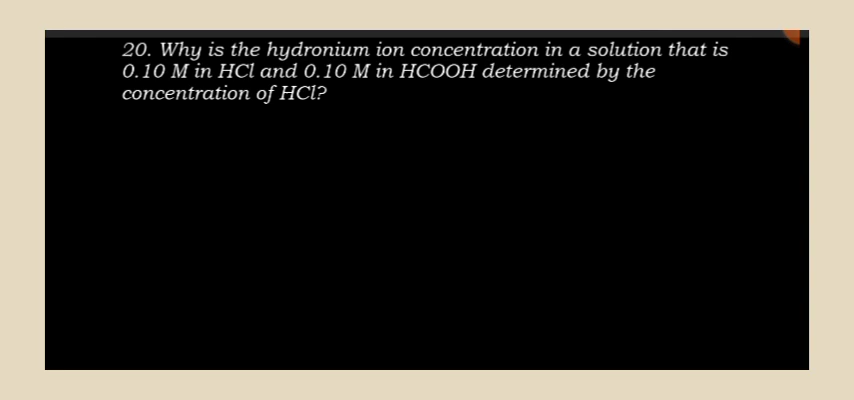 20. Why is the hydronium ion concentration in a solution that is
0.10 M in HCl and 0.10 M in HCOOH determined by the
concentration of HCl?